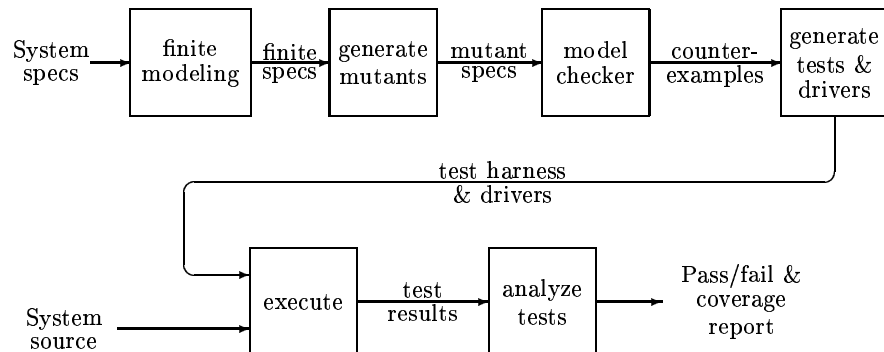 System
specs
finite
modeling
finite
specs
generate
mutants
mutant
specs
model
checker
counter-
examples
generate
tests &
drivers
test harness
& drivers
System
source
execute
test
results
analyze
tests
Pass/fail &
coverage
report